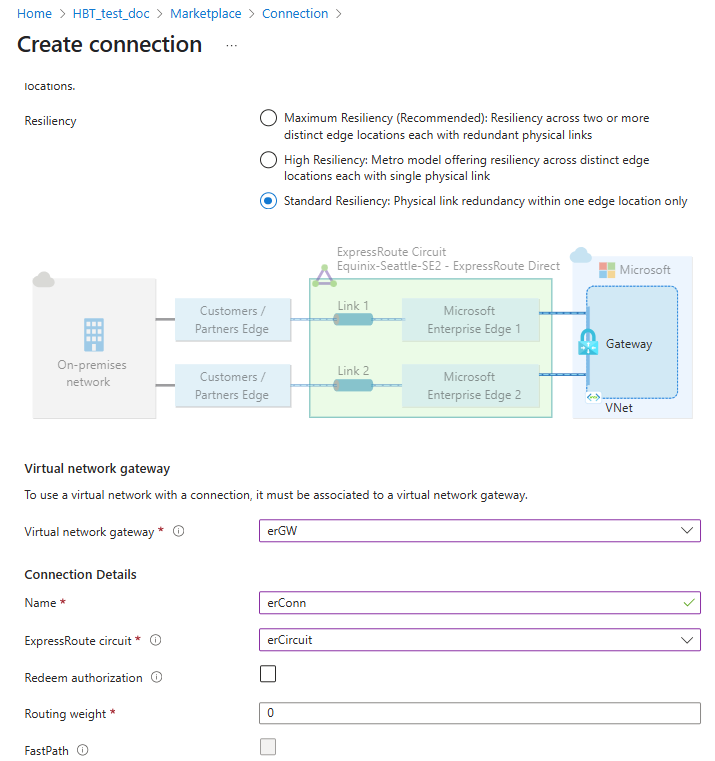 Home > HBT_test_doc > Marketplace > Connection >
Create connection ...
locations.
Resiliency
Maximum Resiliency (Recommended): Resiliency across two or more
distinct edge locations each with redundant physical links
High Resiliency: Metro model offering resiliency across distinct edge
locations each with single physical link
Standard Resiliency: Physical link redundancy within one edge location only
ExpressRoute Circuit
Equinix-Seattle-SE2 - ExpressRoute Direct
Microsoft
Customers /
Partners Edge
Link 1
Microsoft
Enterprise Edge 1
On-premises
network
Gateway
Customers /
Partners Edge
Link 2
Microsoft
Enterprise Edge 2
VNet
Virtual network gateway
To use a virtual network with a connection, it must be associated to a virtual network gateway.
Virtual network gateway *
erGW
Connection Details
Name *
erConn
ExpressRoute circuit *
erCircuit
Redeem authorization
Routing weight *
0
FastPath